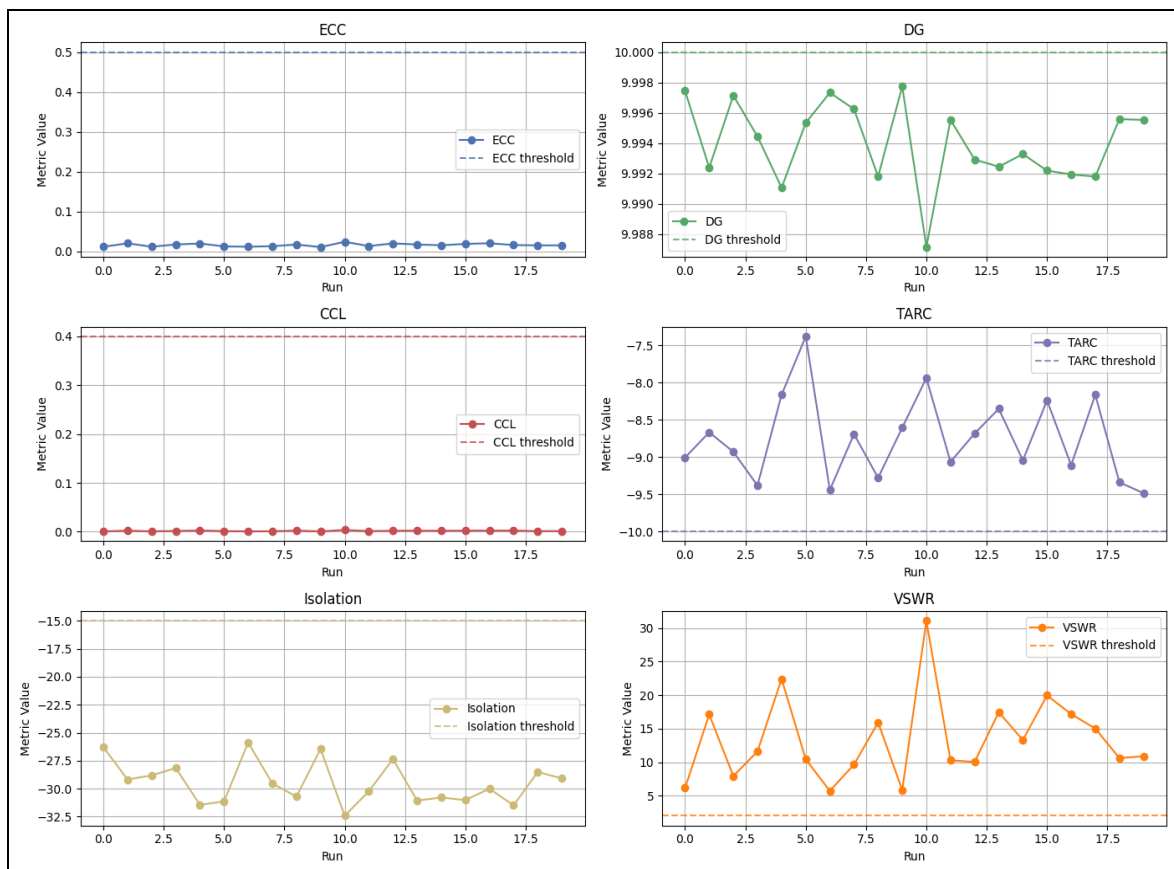 ECC
Metric Value
0.5
0.4
0.3
0.2
0.1
0.0
ECC
ECC threshold
0.0 2.5 5.0 7.5 10.0 12.5 15.0 17.5
Run
DG
Metric Value
10.000
9.998
9.996
9.994
9.992
9.990
9.988
DG
DG threshold
0.0 2.5 5.0 7.5 10.0 12.5 15.0 17.5
Run
CCL
Metric Value
0.4
0.3
0.2
0.1
0.0
CCL
CCL threshold
0.0 2.5 5.0 7.5 10.0 12.5 15.0 17.5
Run
TARC
Metric Value
−7.5
−8.0
−8.5
−9.0
−9.5
−10.0
TARC
TARC threshold
0.0 2.5 5.0 7.5 10.0 12.5 15.0 17.5
Run
Isolation
Metric Value
−15.0
−17.5
−20.0
−22.5
−25.0
−27.5
−30.0
−32.5
Isolation
Isolation threshold
0.0 2.5 5.0 7.5 10.0 12.5 15.0 17.5
Run
VSWR
Metric Value
30
25
20
15
10
5
VSWR
VSWR threshold
0.0 2.5 5.0 7.5 10.0 12.5 15.0 17.5
Run